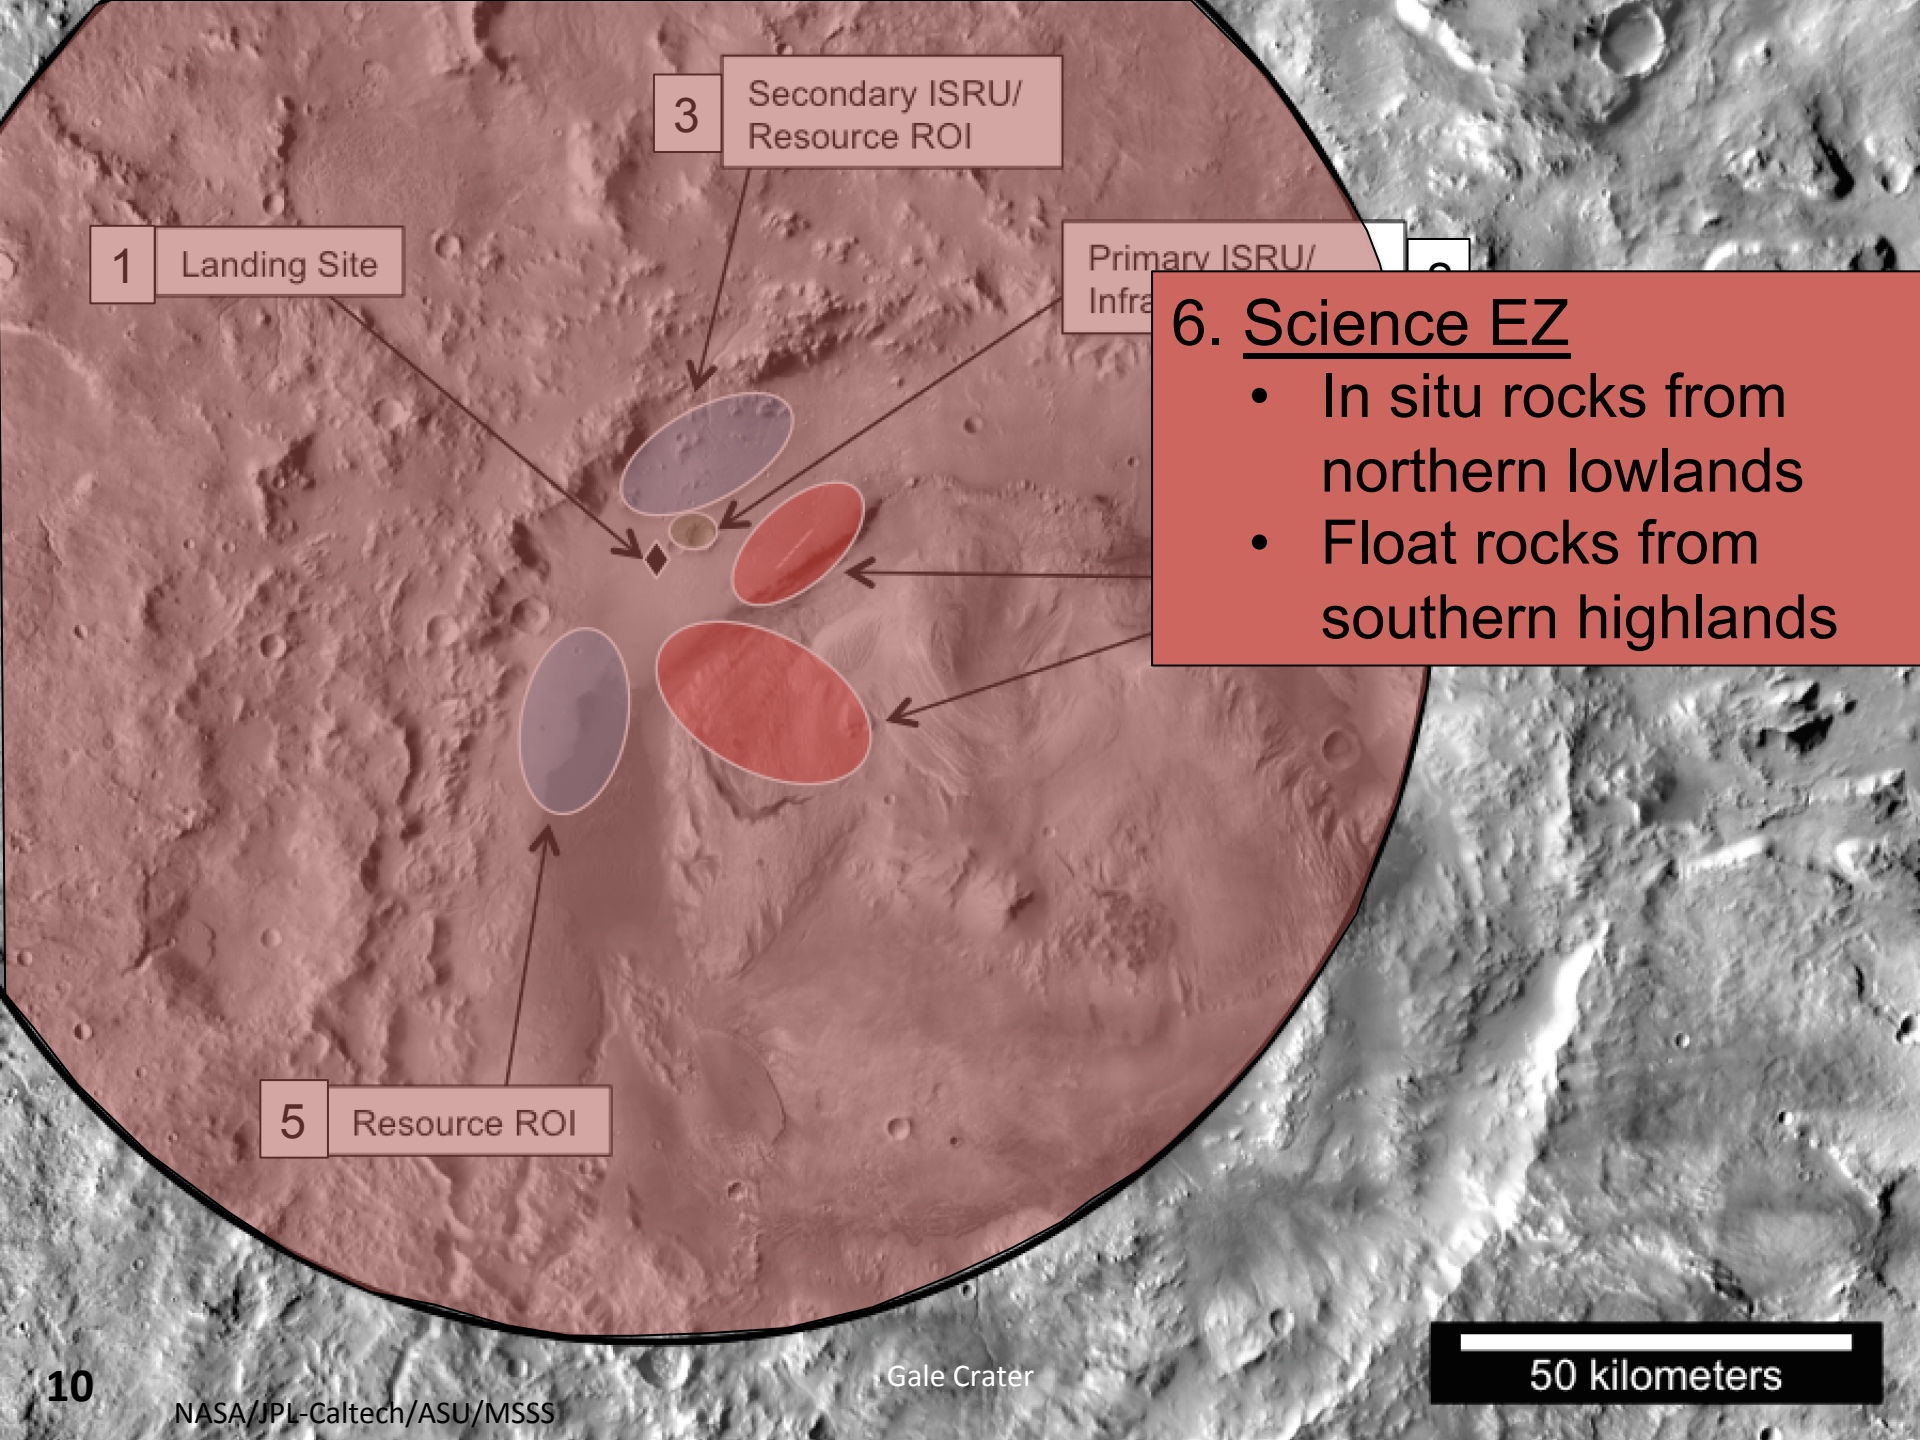 3
Secondary ISRU/
Resource ROI
1
Landing Site
Primary ISRU/
6. Science EZ
• In situ rocks from
northern lowlands
• Float rocks from
southern highlands
5
Resource ROI
50 kilometers
Gale Crater
10
NASA/JPL-Caltech/ASU/MSSS